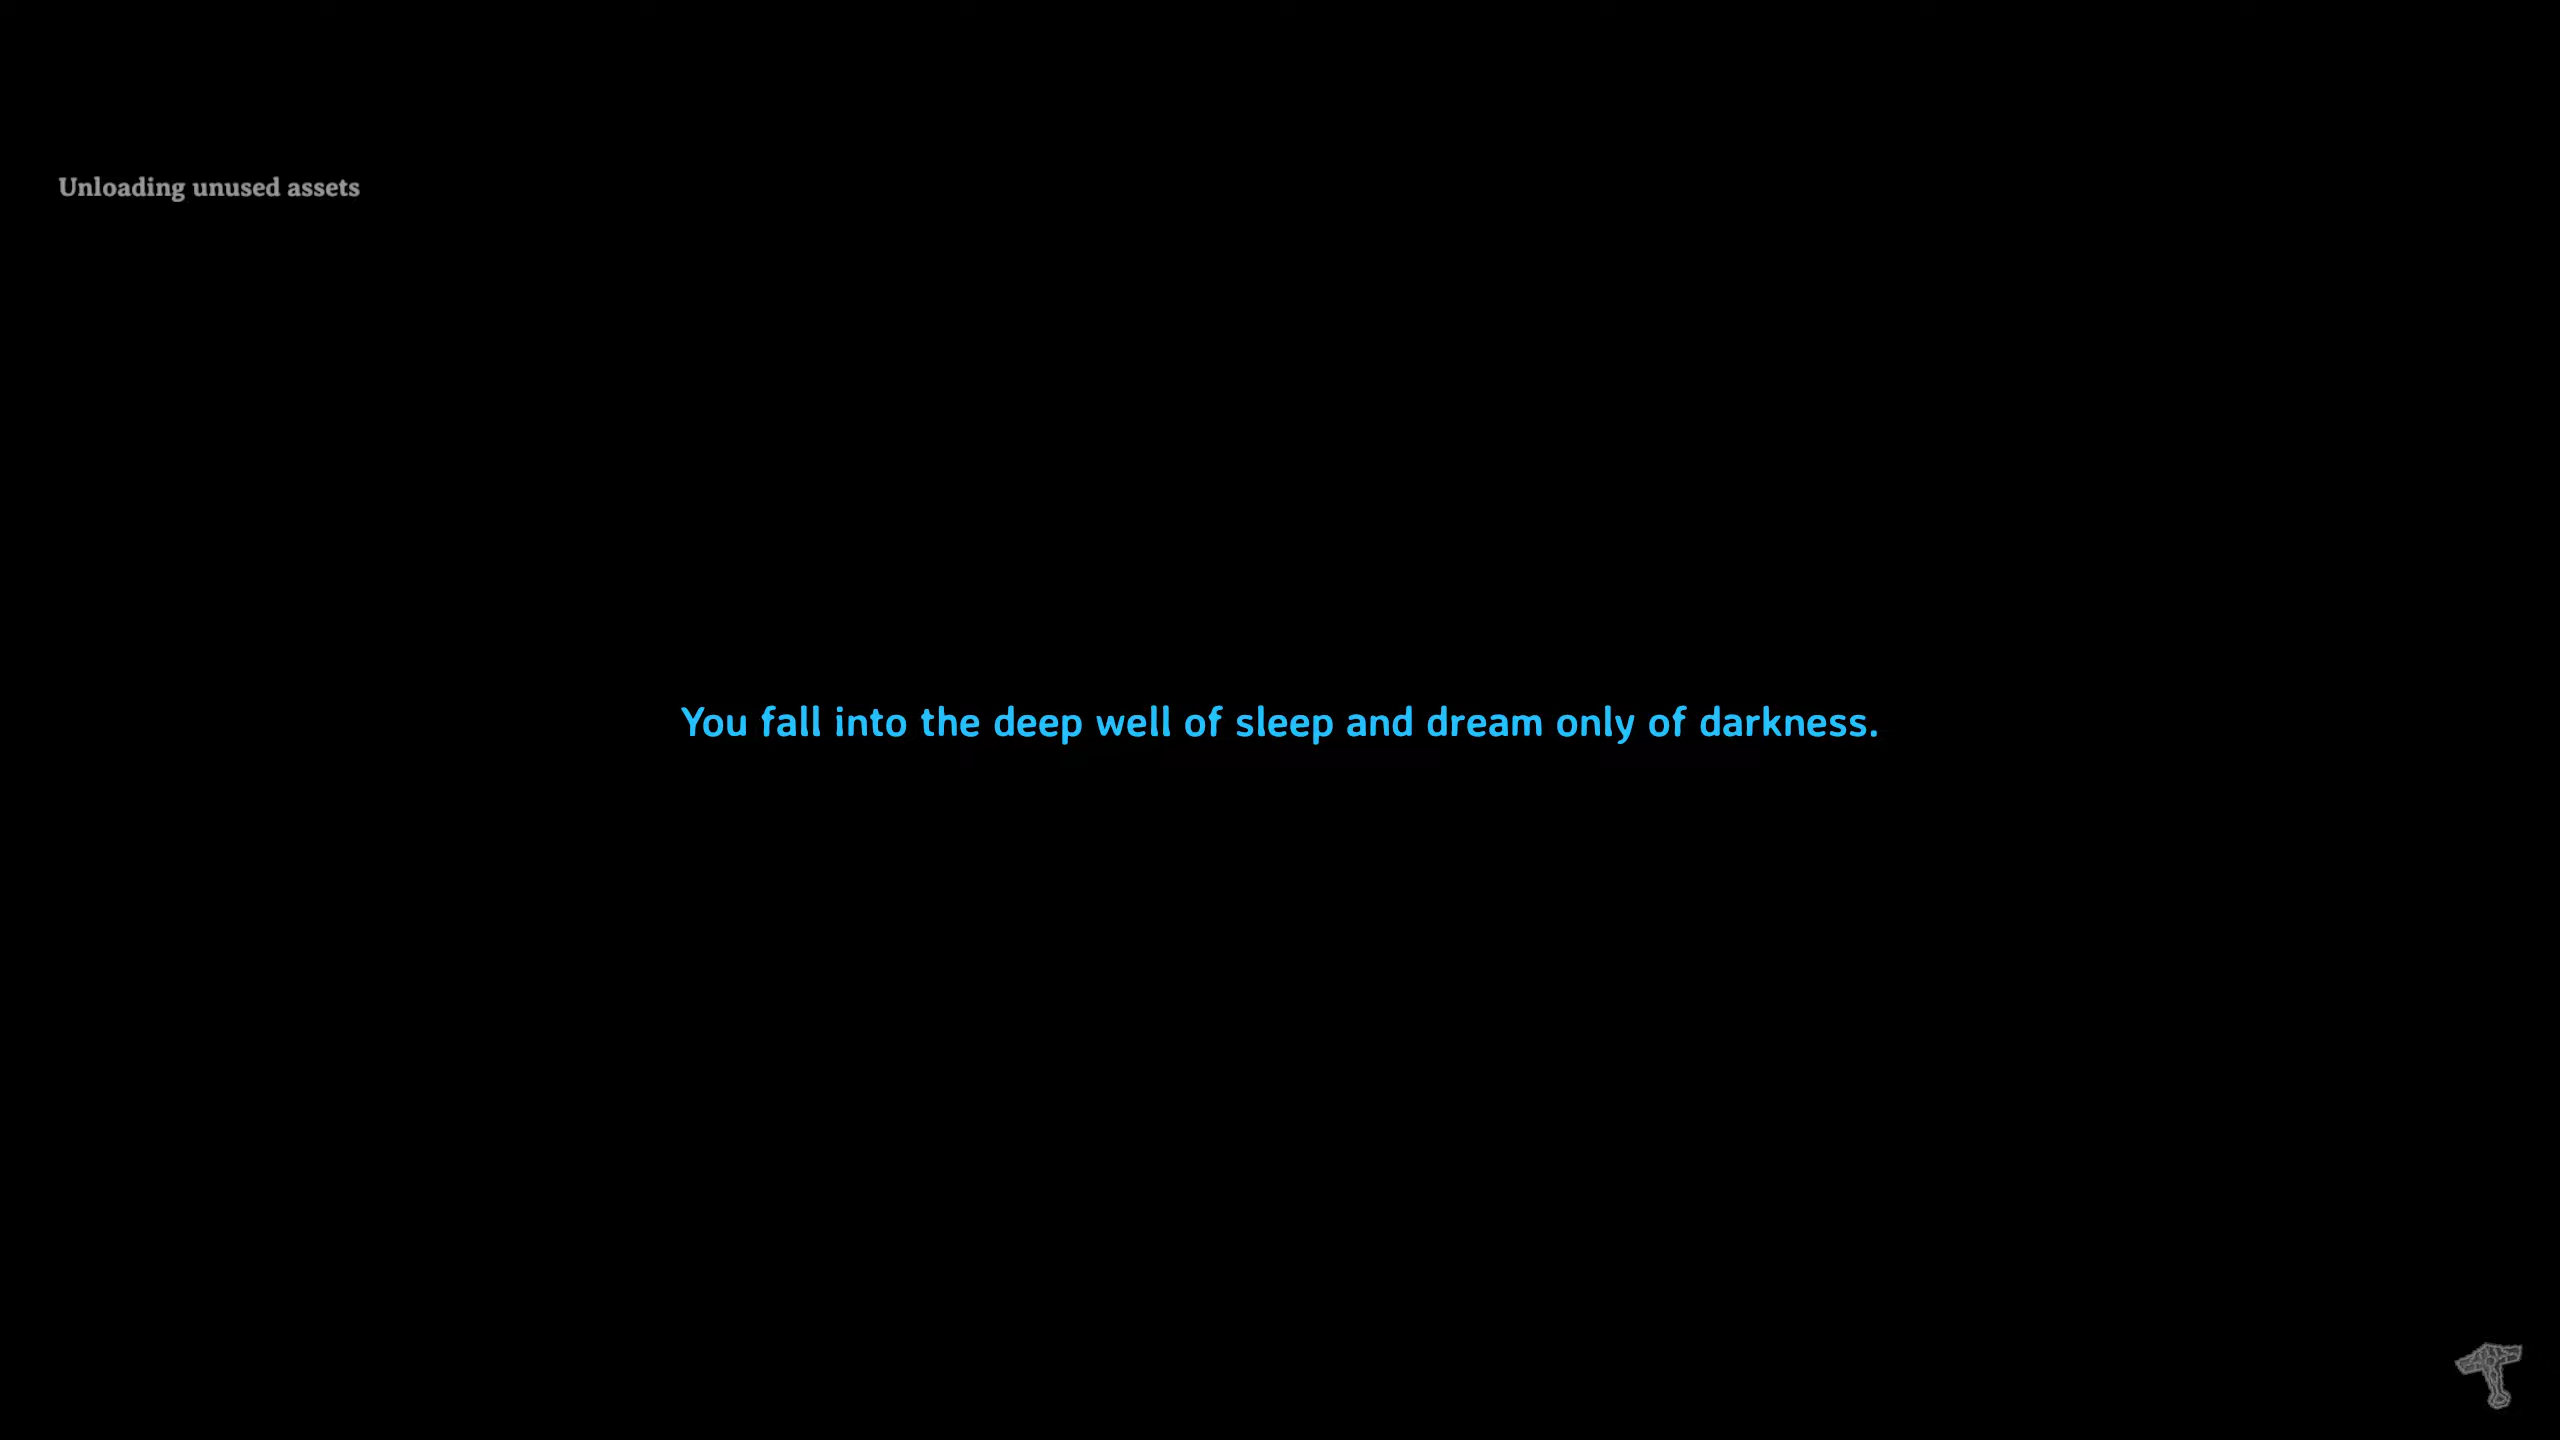 Unloading unused assets
You fall into the deep well of sleep and dream only of darkness.